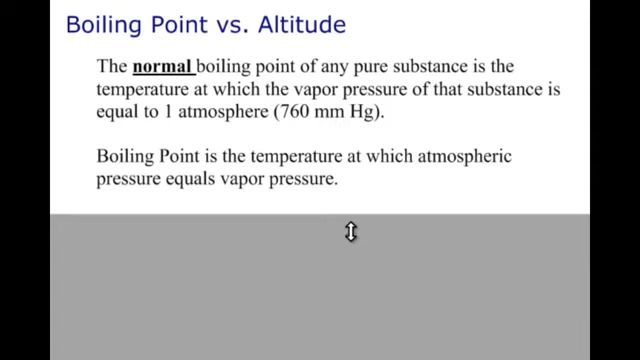 Boiling Point vs. Altitude
The normal boiling point of any pure substance is the
temperature at which the vapor pressure of that substance is
equal to 1 atmosphere (760 mm Hg).
Boiling Point is the temperature at which atmospheric
pressure equals vapor pressure.